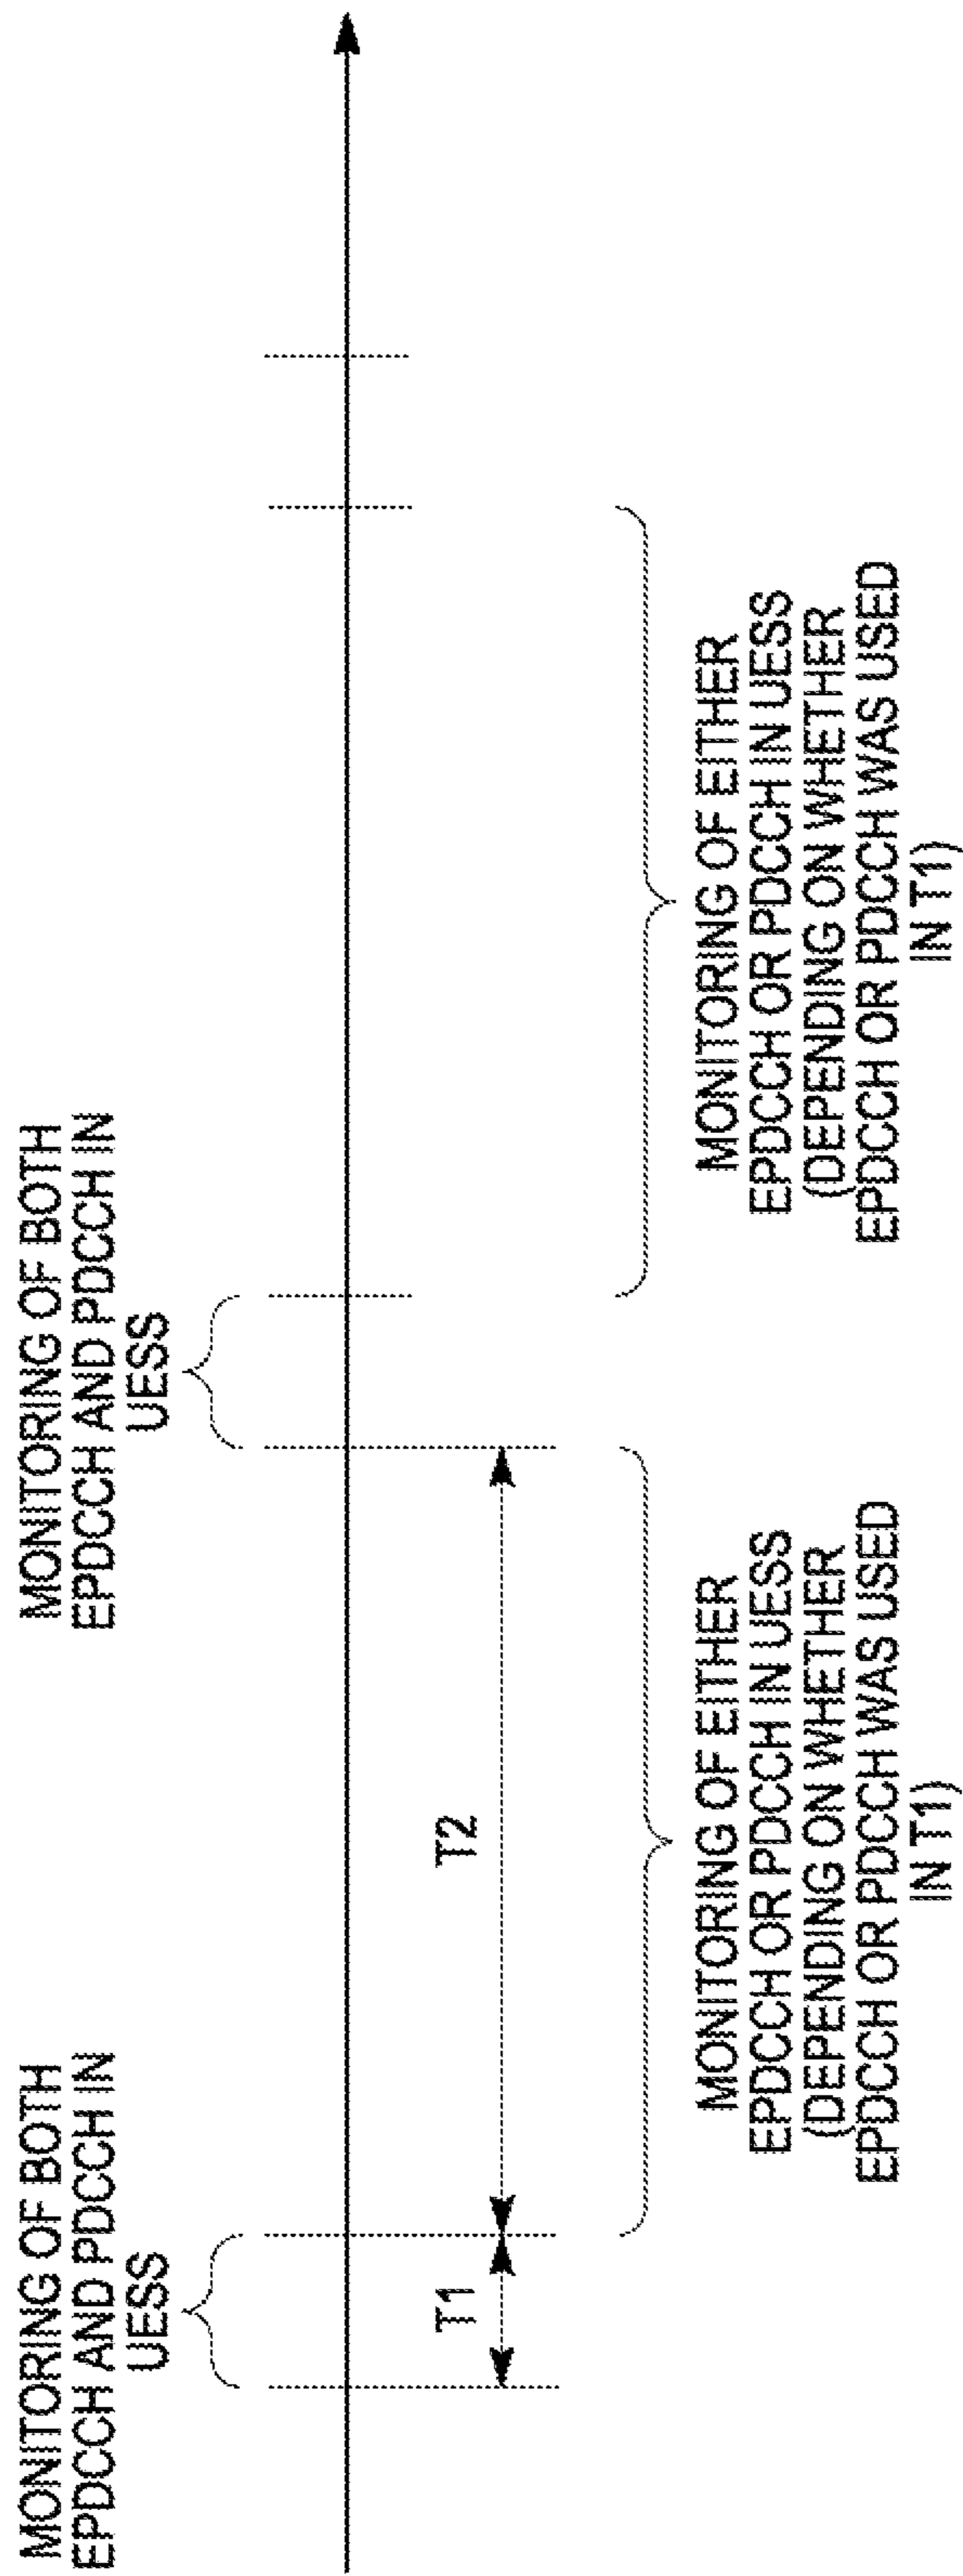 MONITORING OF BOTH
EPDCCH AND PDCCH IN
UESS
MONITORING OF BOTH
EPDCCH AND PDCCH IN
UESS
T1
T2
MONITORING OF EITHER
EPDCCH OR PDCCH IN UESS
(DEPENDING ON WHETHER
EPDCCH OR PDCCH WAS USED
IN T1)
MONITORING OF EITHER
EPDCCH OR PDCCH IN UESS
(DEPENDING ON WHETHER
EPDCCH OR PDCCH WAS USED
IN T1)